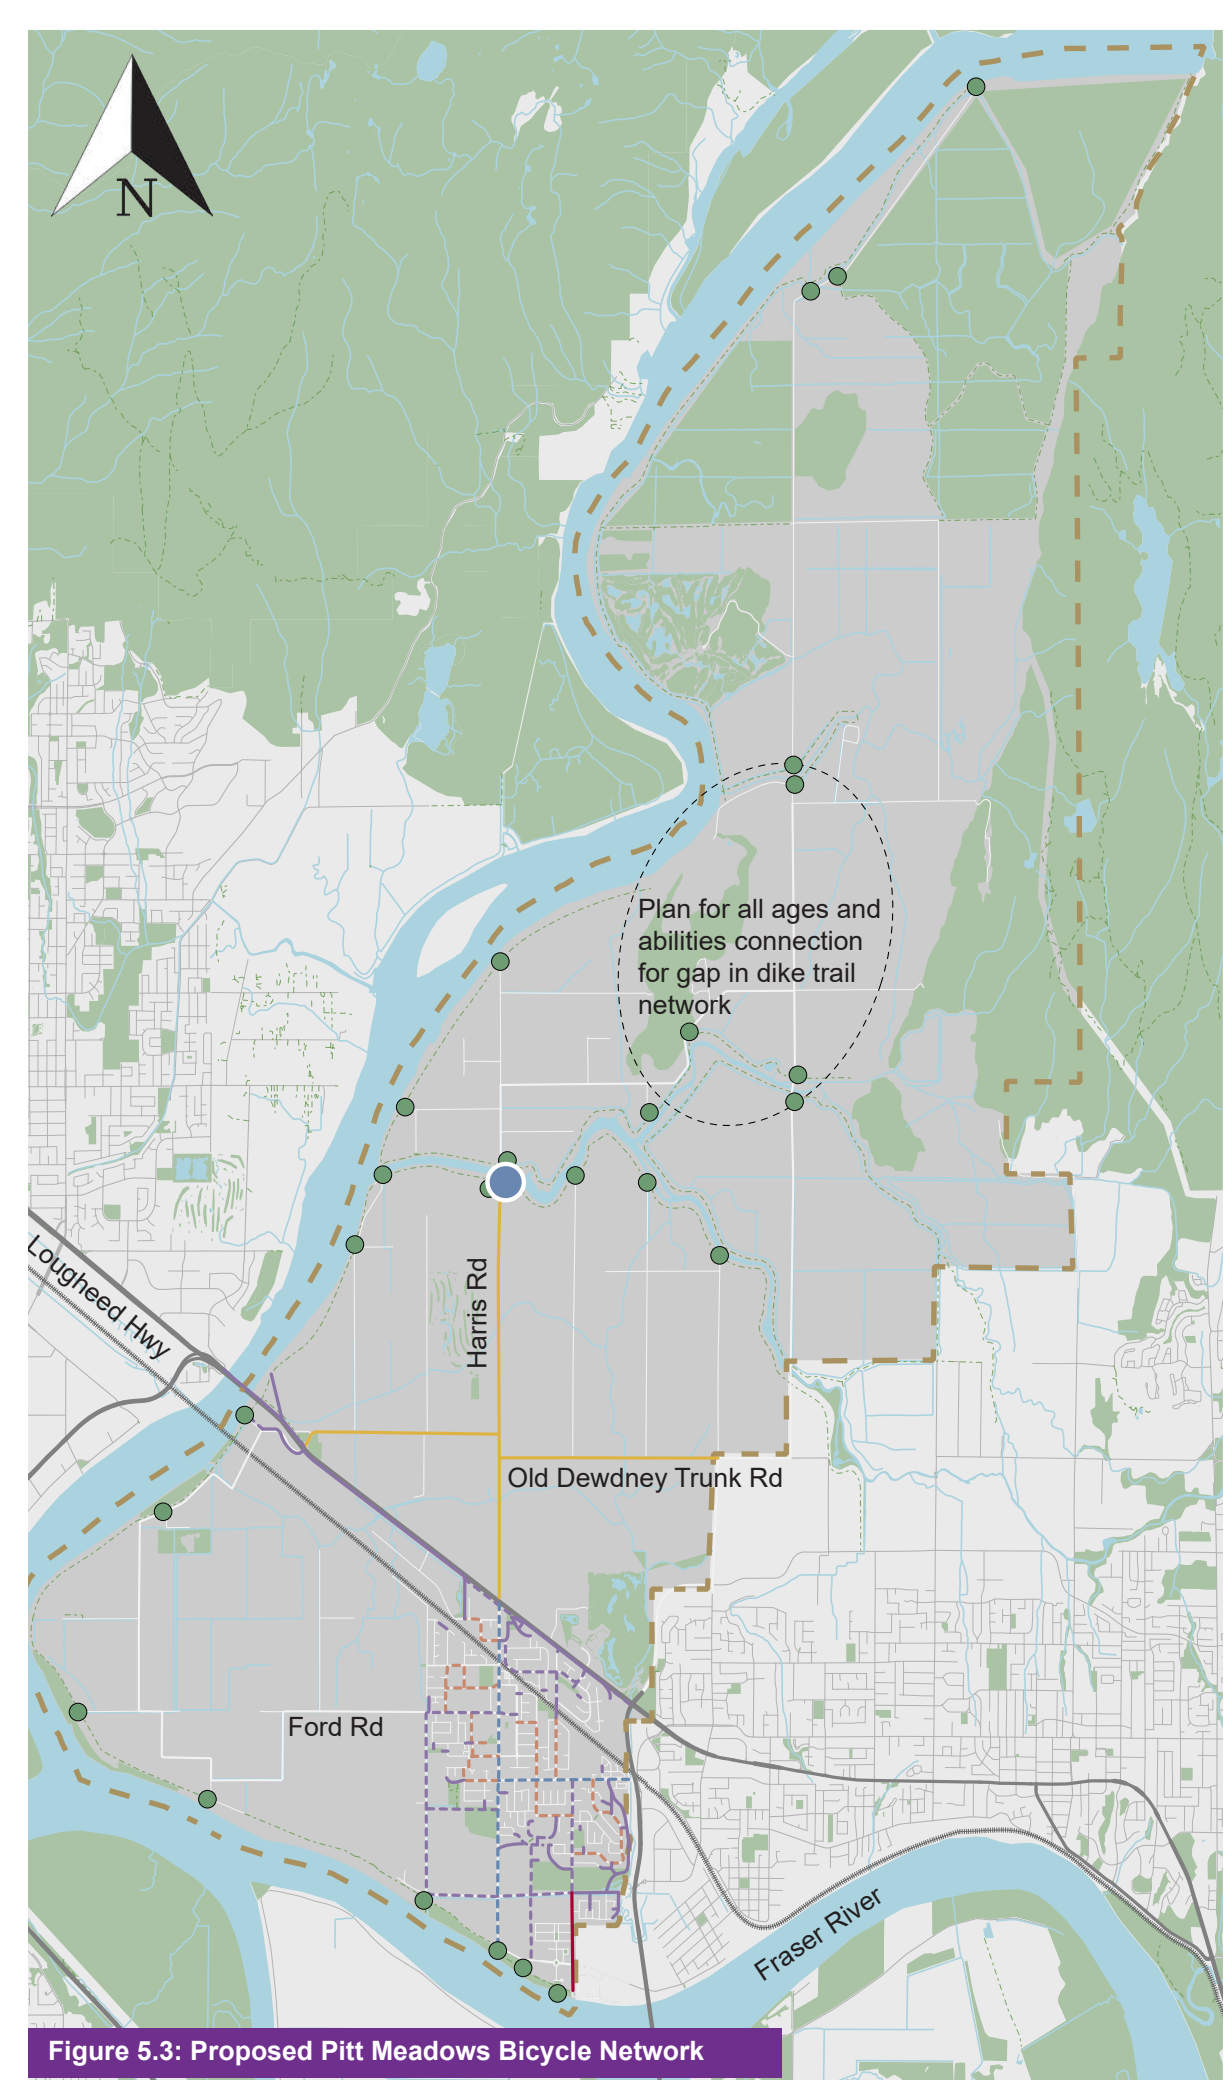 N
Plan for all ages and
abilities connection
for gap in dike trail
network
Lougheed Hwy
Harris Rd
Old Dewdney Trunk Rd
Ford Rd
Fraser River
Figure 5.3: Proposed Pitt Meadows Bicycle Network